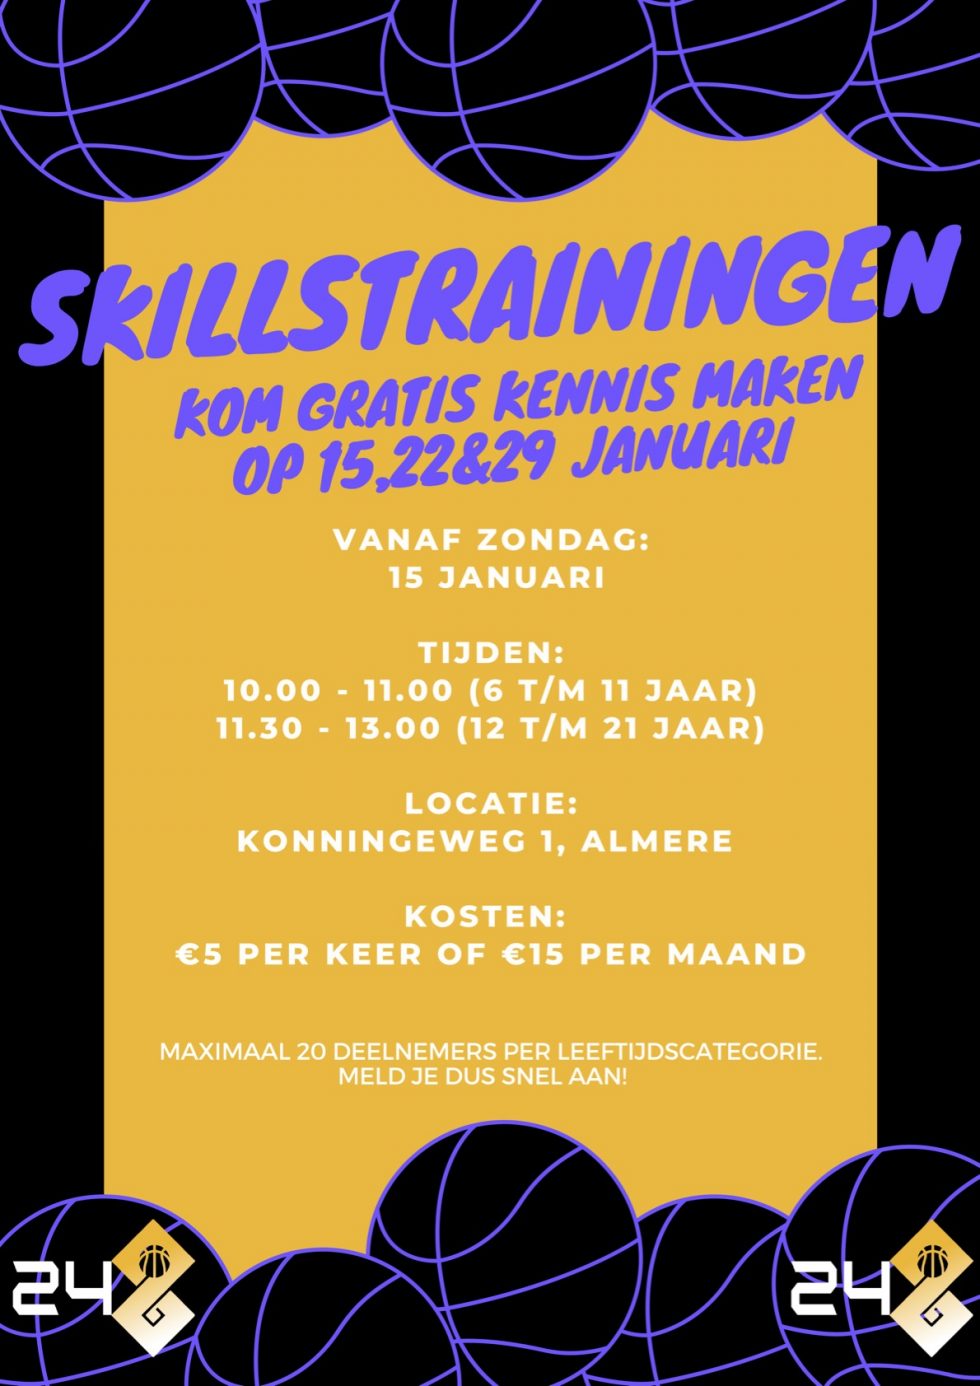 SKILLSTRAININGEN
KOM GRATIS KENNIS MAKEN
OP 15,22&29 JANUARI
VANAF ZONDAG:
15 JANUARI
TIJDEN:
10.00 - 11.00 (6 T/M 11 JAAR)
11.30 - 13.00 (12 T/M 21 JAAR)
LOCATIE:
KONNINGEWEG 1, ALMERE
KOSTEN:
€5 PER KEER OF €15 PER MAAND
MAXIMAAL 20 DEELNEMERS PER LEEFTIJDSCATEGORIE.
MELD JE DUS SNEL AAN!
24
24